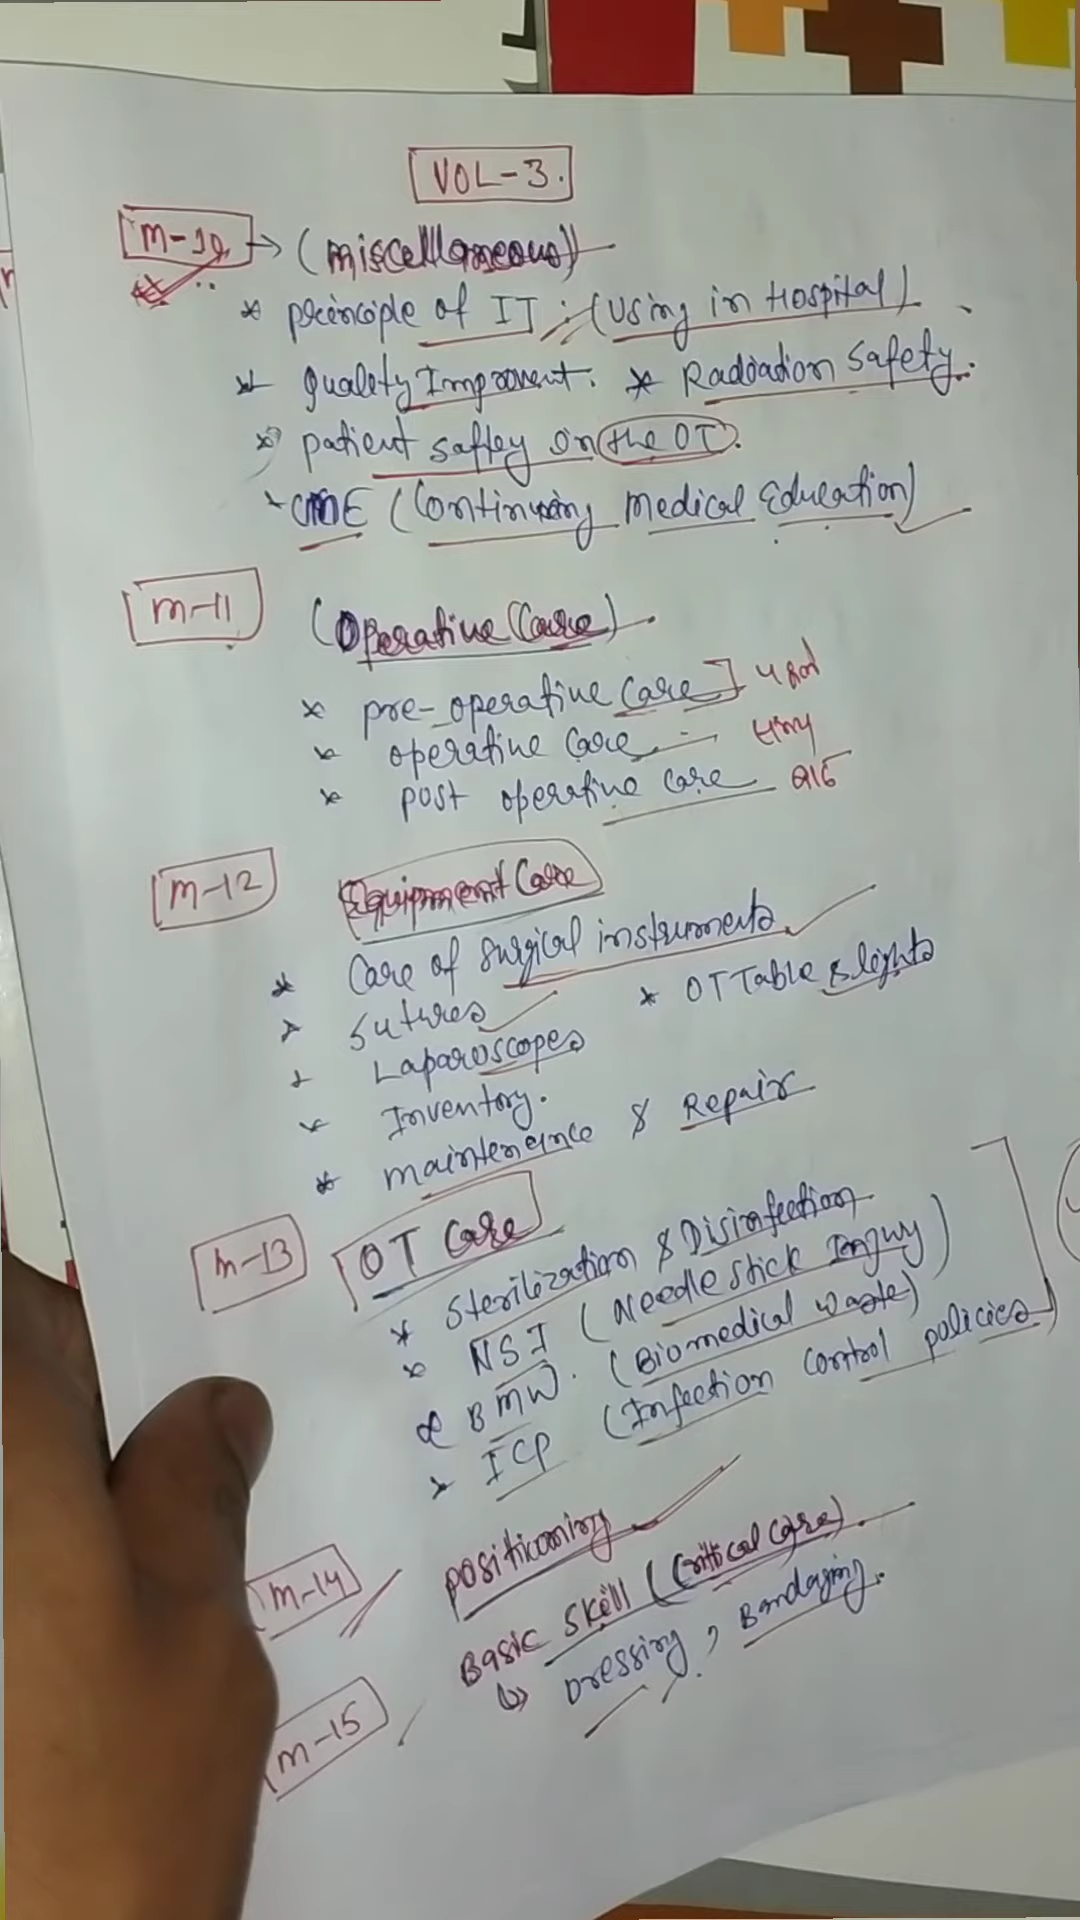 VOL-3.
M-10 → (miscellaneous)
* principle of IT : (Using in Hospital)
* Quality Improvent. * Radiation Safety.
* patient saftey in the OT.
* CME (Continuing Medical Education)
M-11 (Operative Care)
* pre-operative care
* operative care
* post operative care
M-12 Equipment Care
* Care of surgical instruments
* Sutures * OT Table & lights
* Laparoscopes
* Inventory.
* maintenance & Repair
M-13 OT Care
* Sterilization & Disinfection
* NSI (Needle stick Injury)
* BMW. (Biomedical waste)
* ICP (Infection control policies)
M-14 positioning
M-15 Basic Skill (Critical Care).
↳ Dressing, Bandaging.